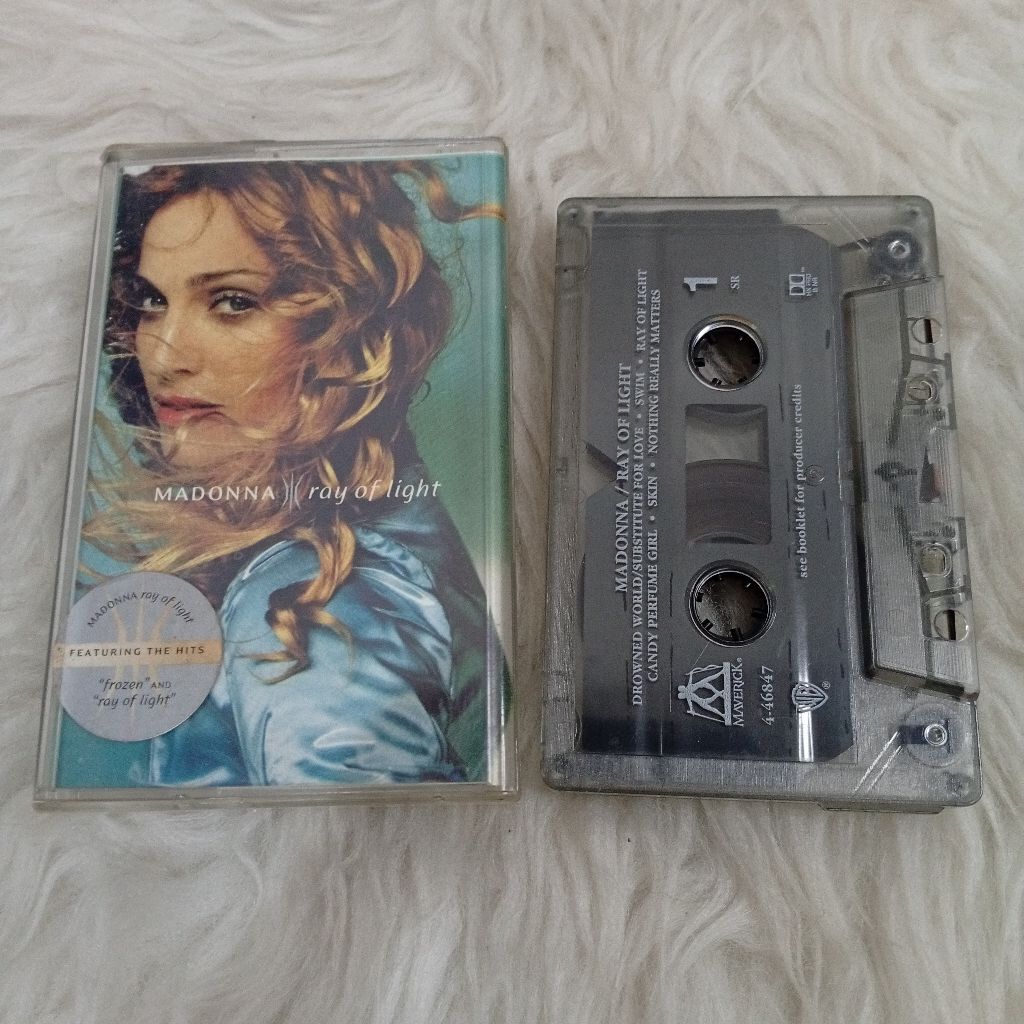 MADONNA ray of light
MADONNA ray of light
FEATURING THE HITS
"frozen" AND
"ray of light"
MADONNA / RAY OF LIGHT
DROWNED WORLD/SUBSTITUTE FOR LOVE • SWIM • RAY OF LIGHT
CANDY PERFUME GIRL • SKIN • NOTHING REALLY MATTERS
1
SR
MAVERICK®
4-46847
see booklet for producer credits
WB®